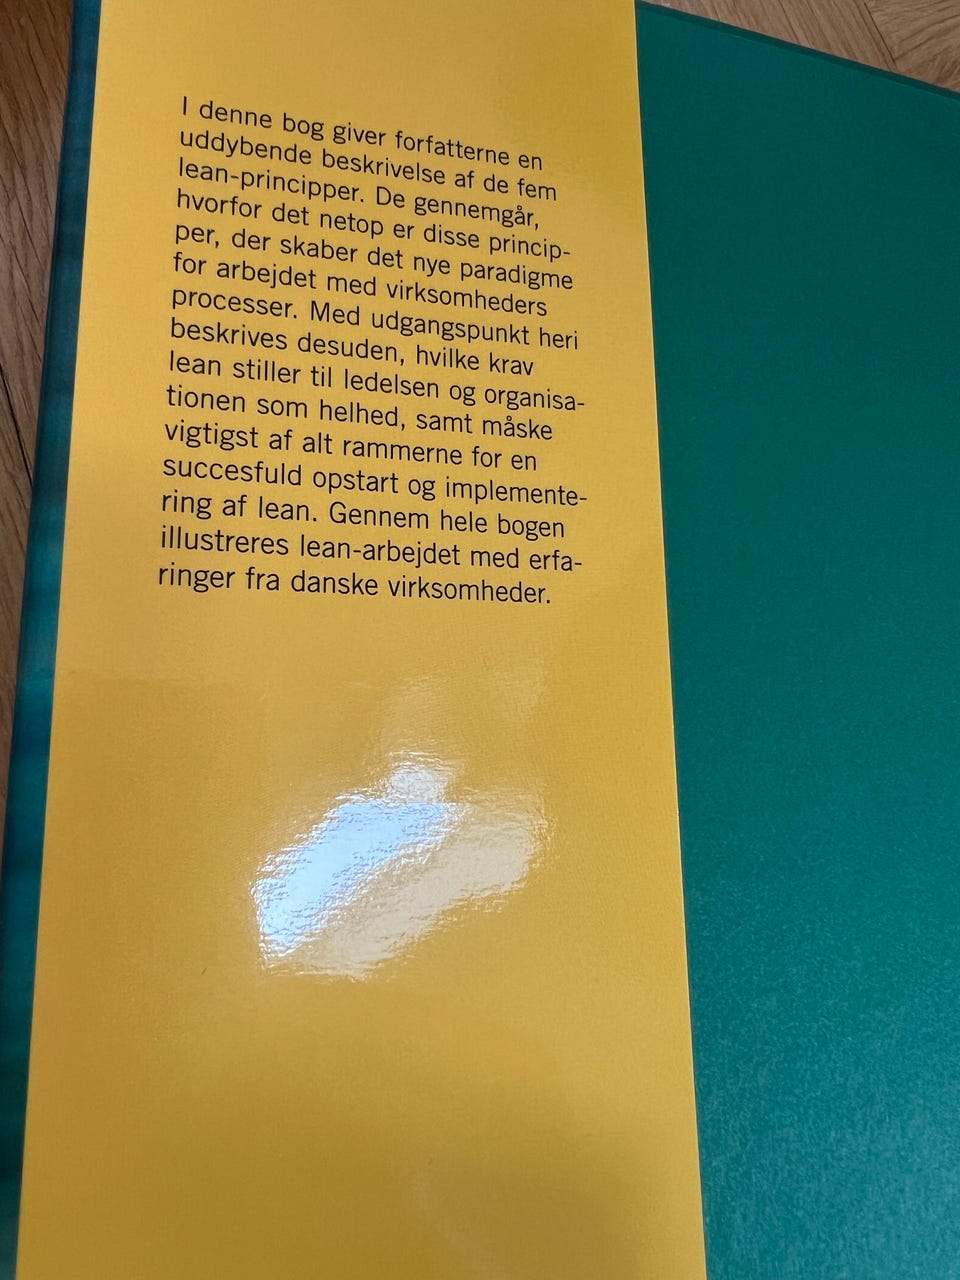 I denne bog giver forfatterne en
uddybende beskrivelse af de fem
lean-principper. De gennemgår,
hvorfor det netop er disse princip-
per, der skaber det nye paradigme
for arbejdet med virksomheders
processer. Med udgangspunkt heri
beskrives desuden, hvilke krav
lean stiller til ledelsen og organisa-
tionen som helhed, samt måske
vigtigst af alt rammerne for en
succesfuld opstart og implemente-
ring af lean. Gennem hele bogen
illustreres lean-arbejdet med erfa-
ringer fra danske virksomheder.